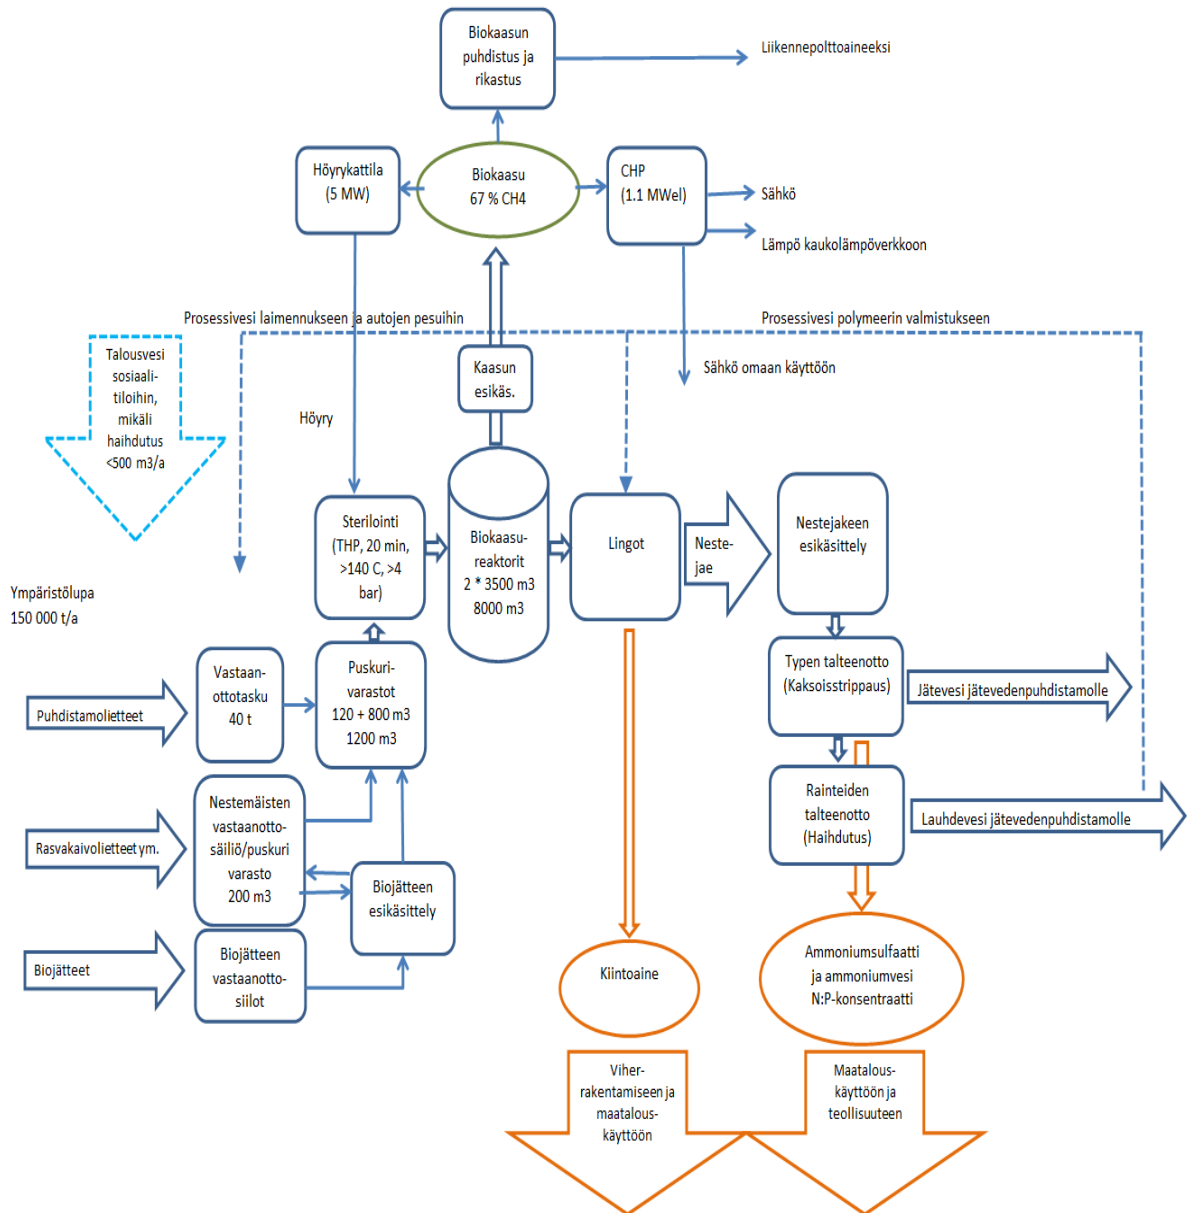 Biokaasun
puhdistus ja
rikastus
Liikennepolttoaineeksi
Höyrykattila
(5 MW)
Biokaasu
67 % CH4
CHP
(1.1 MWel)
Sähkö
Lämpö kaukolämpöverkkoon
Prosessivesi laimennukseen ja autojen pesuihin
Prosessivesi polymeerin valmistukseen
Talousvesi
sosiaali-
tiloihin,
mikäli
haihdutus
<500 m3/a
Kaasun
esikäs.
Sähkö omaan käyttöön
Höyry
Sterilointi
(THP, 20 min,
>140 C, >4
bar)
Biokaasu-
reaktorit
2 * 3500 m3
8000 m3
Lingot
Neste-
jae
Nestejakeen
esikäsittely
Ympäristölupa
150 000 t/a
Puhdistamolietteet
Vastaan-
ottotasku
40 t
Puskuri-
varastot
120 + 800 m3
1200 m3
Typen talteenotto
(Kaksoisstrippaus)
Jätevesi jätevedenpuhdistamolle
Rasvakaivolietteet ym.
Nestemäisten
vastaanotto-
säiliö/puskuri
varasto
200 m3
Rainteiden
talteenotto
(Haihdutus)
Lauhdevesi jätevedenpuhdistamolle
Biojätteen
esikäsittely
Biojätteet
Biojätteen
vastaanotto-
siilot
Kiintoaine
Ammoniumsulfaatti
ja ammoniumvesi
N:P-konsentraatti
Viher-
rakentamiseen ja
maatalous-
käyttöön
Maatalous-
käyttöön ja
teollisuuteen